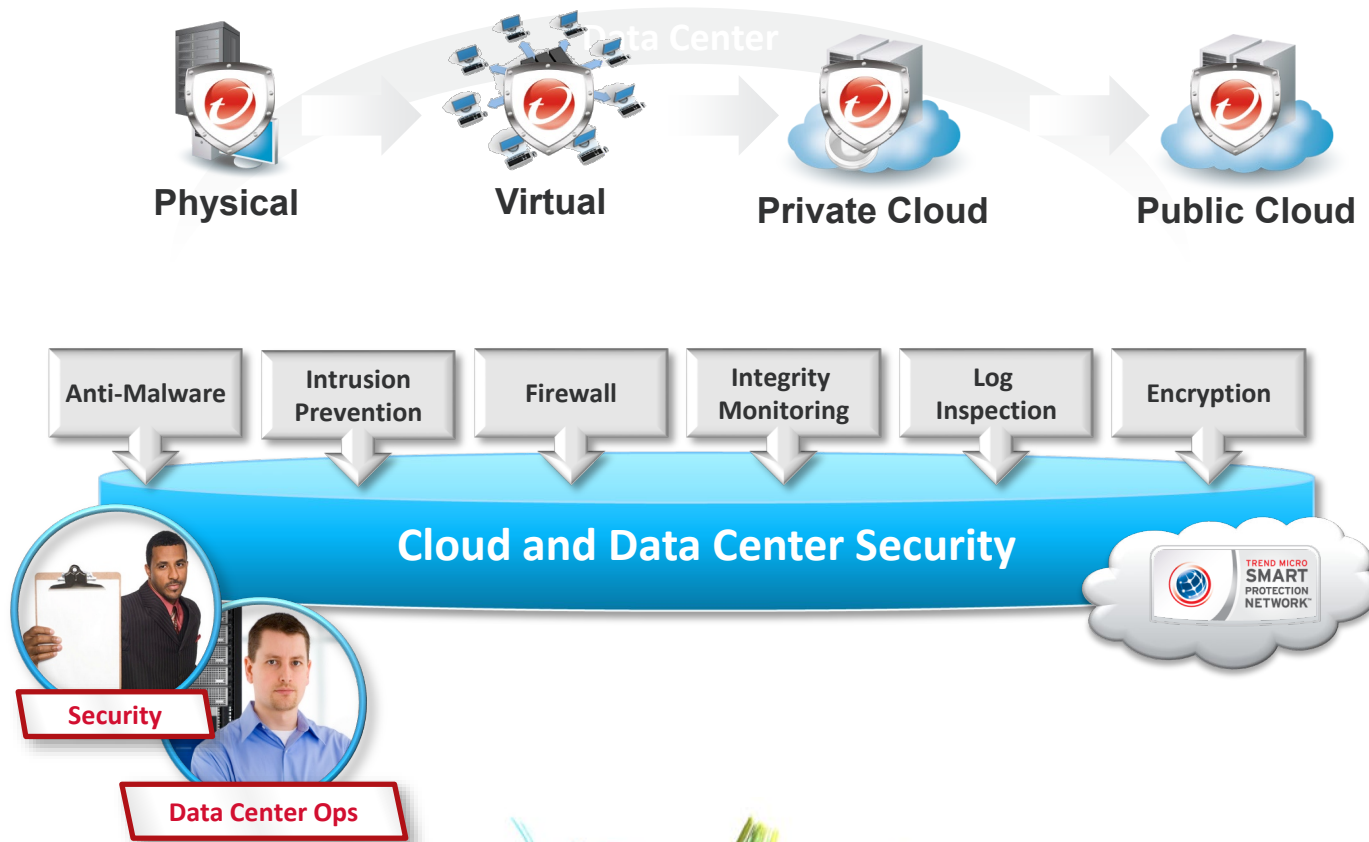 Data Center
Physical
Virtual
Private Cloud
Public Cloud
Anti-Malware
Intrusion
Prevention
Firewall
Integrity
Monitoring
Log
Inspection
Encryption
Cloud and Data Center Security
TREND MICRO
SMART
PROTECTION
NETWORK™
Security
Data Center Ops